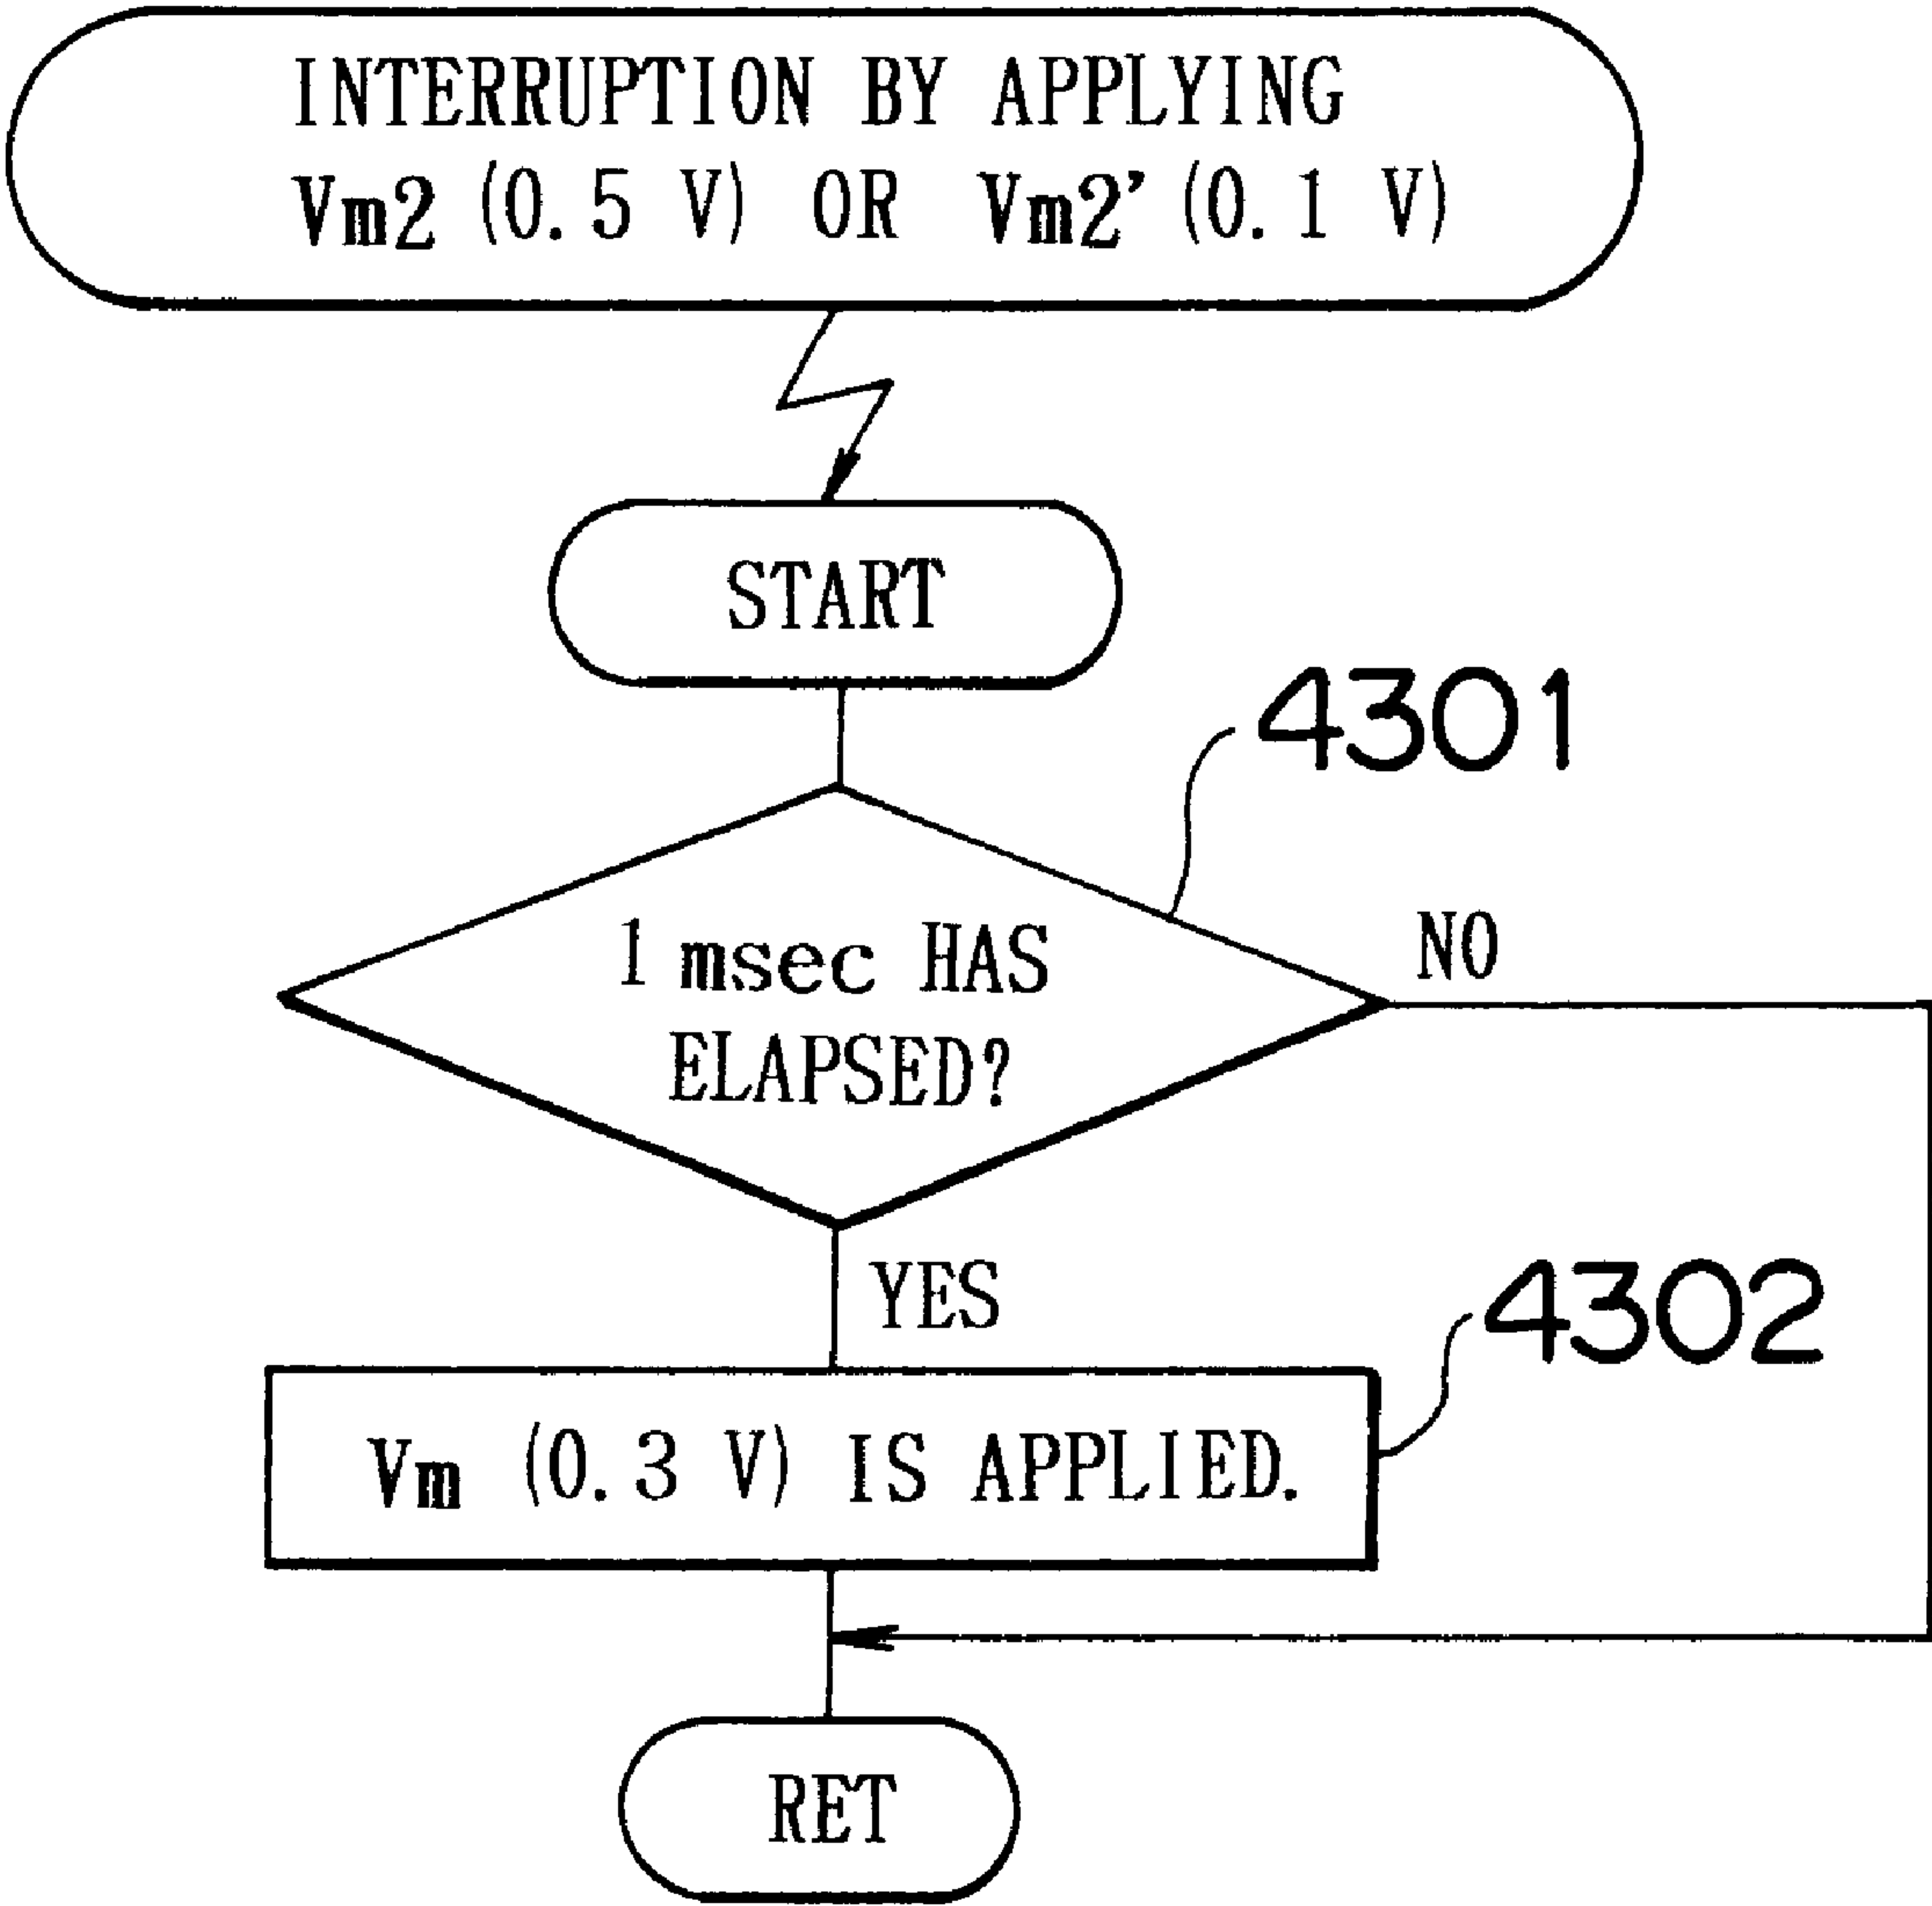 INTERRUPTION BY APPLYING
Vm2 (0.5 V) OR Vm2' (0.1 V)
START
4301
1 msec HAS
ELAPSED?
NO
YES
4302
Vm (0.3 V) IS APPLIED.
RET